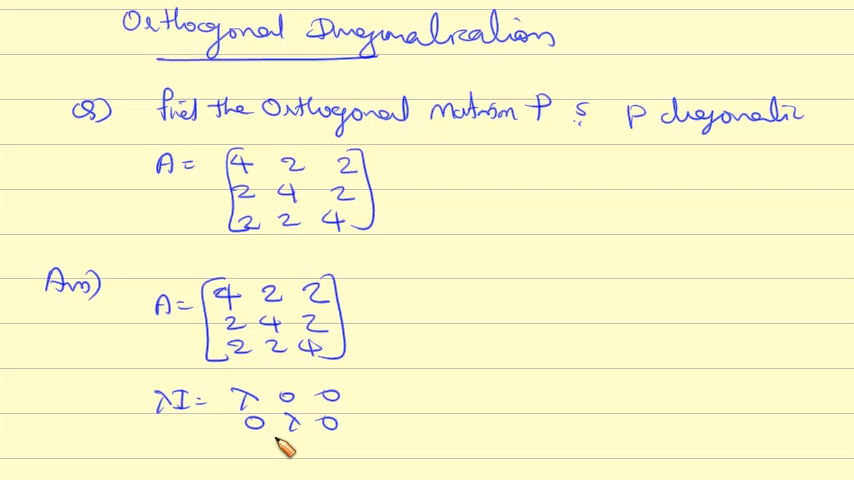 Orthogonal Diagonalization
Q) find the Orthogonal Matrix P & P diagonaliz
A = [4 2 2
2 4 2
2 2 4]
Ans)
A = [4 2 2
2 4 2
2 2 4]
λI = λ 0 0
0 λ 0